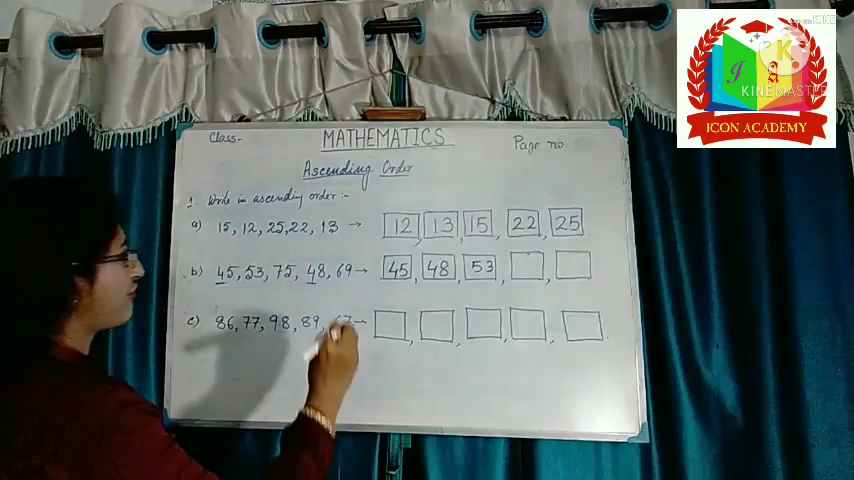 KINEMASTER
ICON ACADEMY
Class-
MATHEMATICS
Page no
Ascending Order
1. Write in ascending order:-
a) 15, 12, 25, 22, 13 → 12, 13, 15, 22, 25
b) 45, 53, 75, 48, 69 → 45, 48, 53
c) 86, 77, 98, 89, 67 →